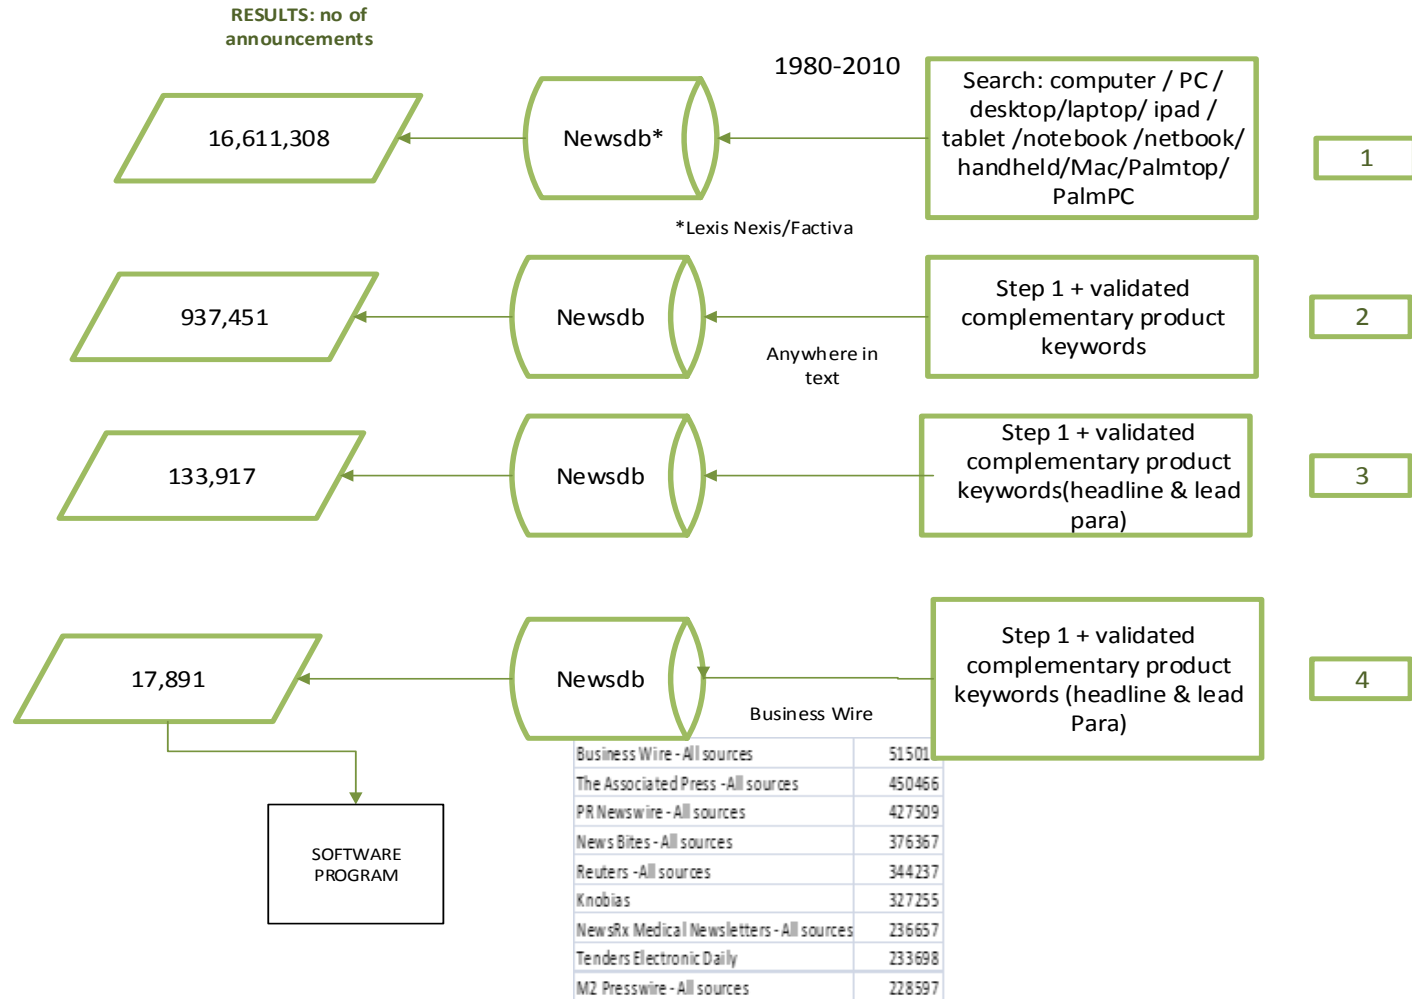 RESULTS: no of
announcements
1980-2010
16,611,308
Newsdb*
Search: computer / PC /
desktop/laptop/ ipad /
tablet /notebook /netbook/
handheld/Mac/Palmtop/
PalmPC
1
*Lexis Nexis/Factiva
937,451
Newsdb
Step 1 + validated
complementary product
keywords
2
Anywhere in
text
133,917
Newsdb
Step 1 + validated
complementary product
keywords(headline & lead
para)
3
17,891
Newsdb
Step 1 + validated
complementary product
keywords (headline & lead
Para)
4
Business Wire
SOFTWARE
PROGRAM
Business Wire - All sources
The Associated Press - All sources 450466
PR Newswire - All sources 427509
News Bites - All sources 376367
Reuters - All sources 344237
Knobias 327255
NewsRx Medical Newsletters - All sources 236657
Tenders Electronic Daily 233698
M2 Presswire - All sources 228597